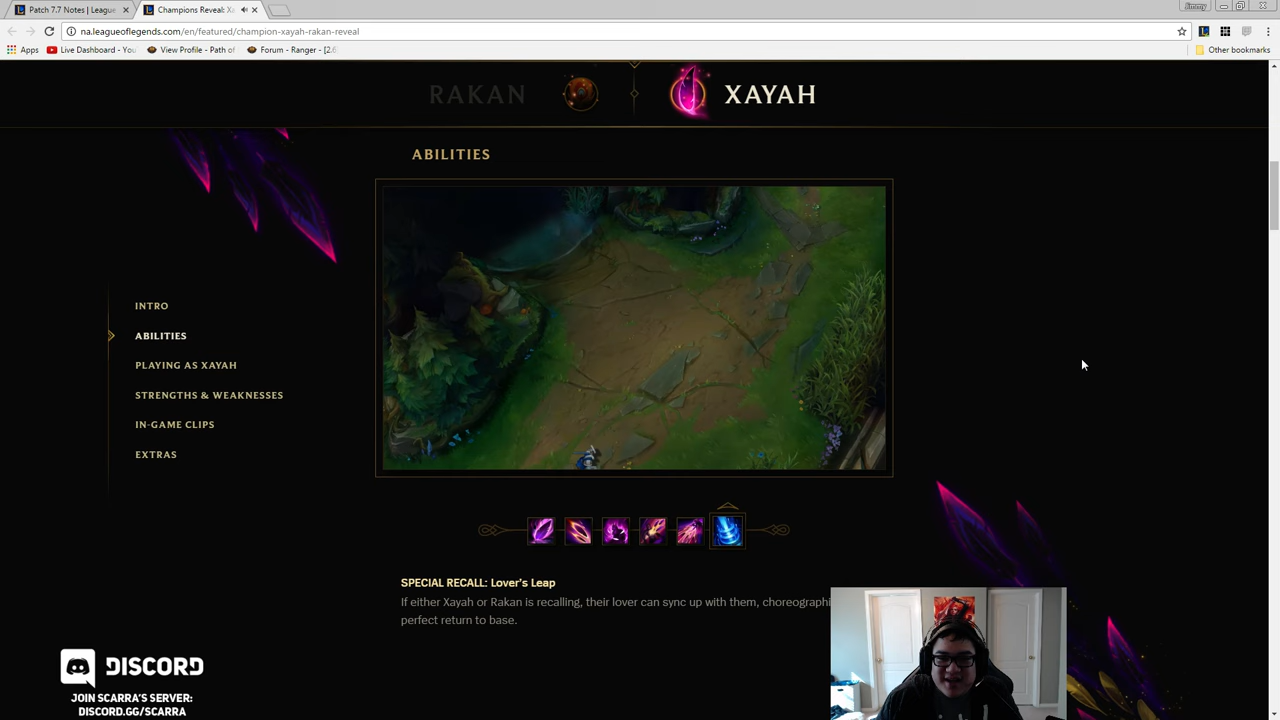 Patch 7.7 Notes | League
Champions Reveal: Xa
Jimmy
na.leagueoflegends.com/en/featured/champion-xayah-rakan-reveal
Apps
Live Dashboard - You
View Profile - Path of
Forum - Ranger - [2.6
Other bookmarks
RAKAN
XAYAH
ABILITIES
INTRO
ABILITIES
PLAYING AS XAYAH
STRENGTHS & WEAKNESSES
IN-GAME CLIPS
EXTRAS
SPECIAL RECALL: Lover's Leap
If either Xayah or Rakan is recalling, their lover can sync up with them, choreographi
perfect return to base.
DISCORD
JOIN SCARRA'S SERVER:
DISCORD.GG/SCARRA